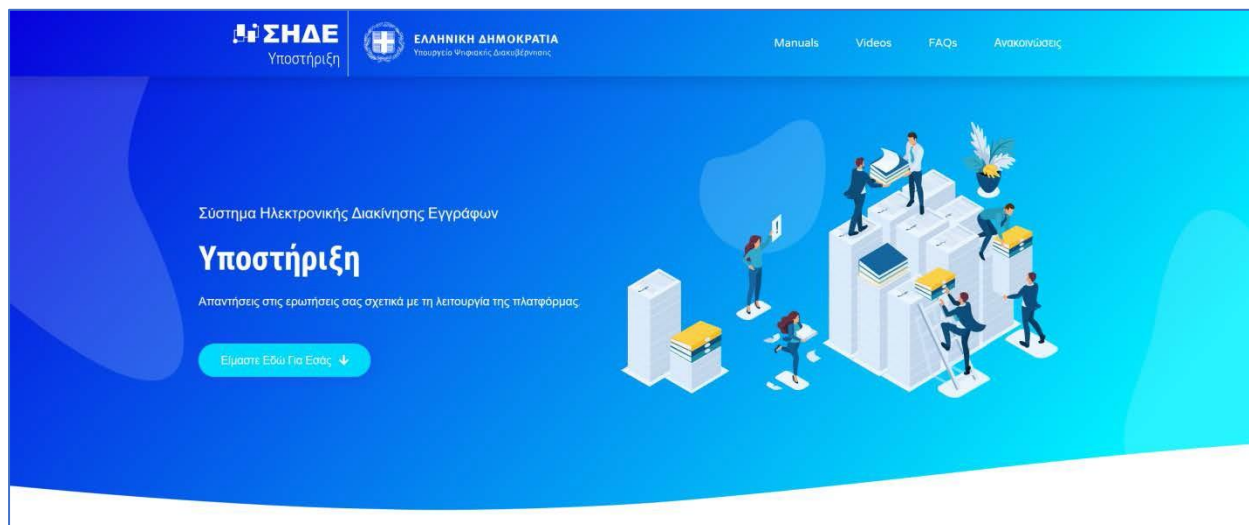 ΣΗΔΕ
Υποστήριξη
ΕΛΛΗΝΙΚΗ ΔΗΜΟΚΡΑΤΙΑ
Υπουργείο Ψηφιακής Διακυβέρνησης
Manuals Videos FAQs Ανακοινώσεις
Σύστημα Ηλεκτρονικής Διακίνησης Εγγράφων
Υποστήριξη
Απαντήσεις στις ερωτήσεις σας σχετικά με τη λειτουργία της πλατφόρμας.
Είμαστε Εδώ Για Εσάς